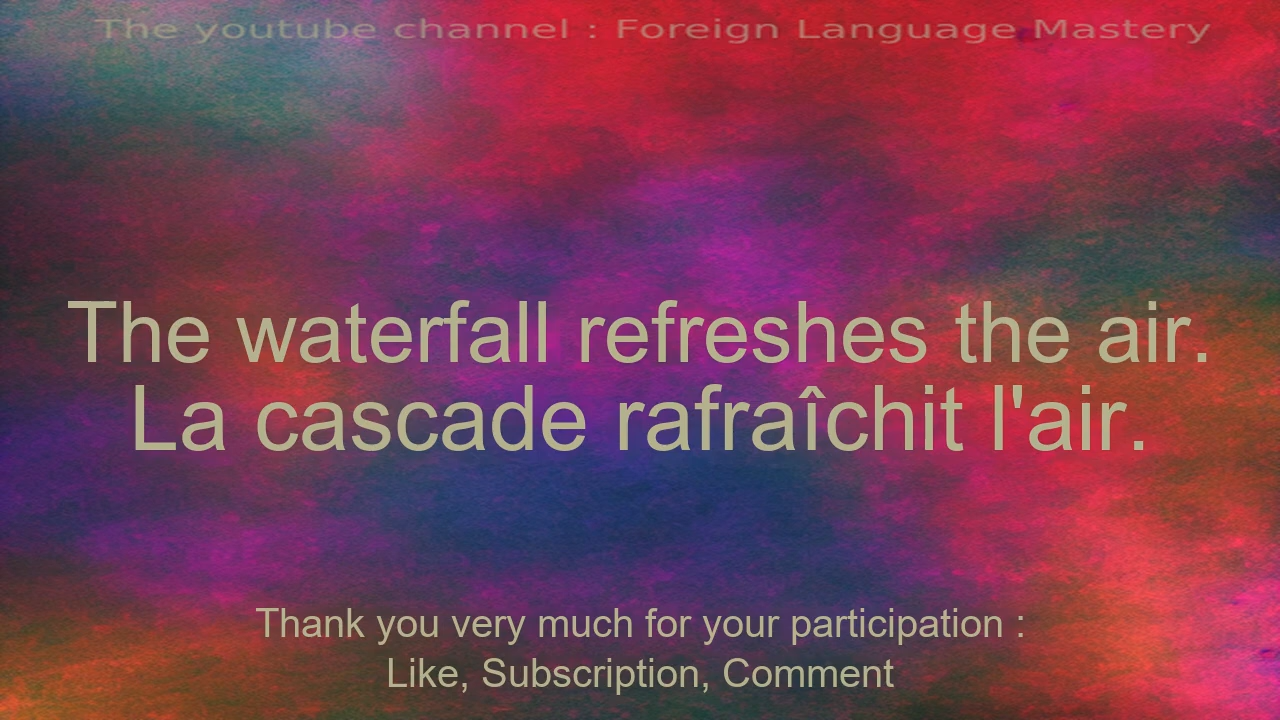 The youtube channel : Foreign Language Mastery
The waterfall refreshes the air.
La cascade rafraîchit l'air.
Thank you very much for your participation :
Like, Subscription, Comment